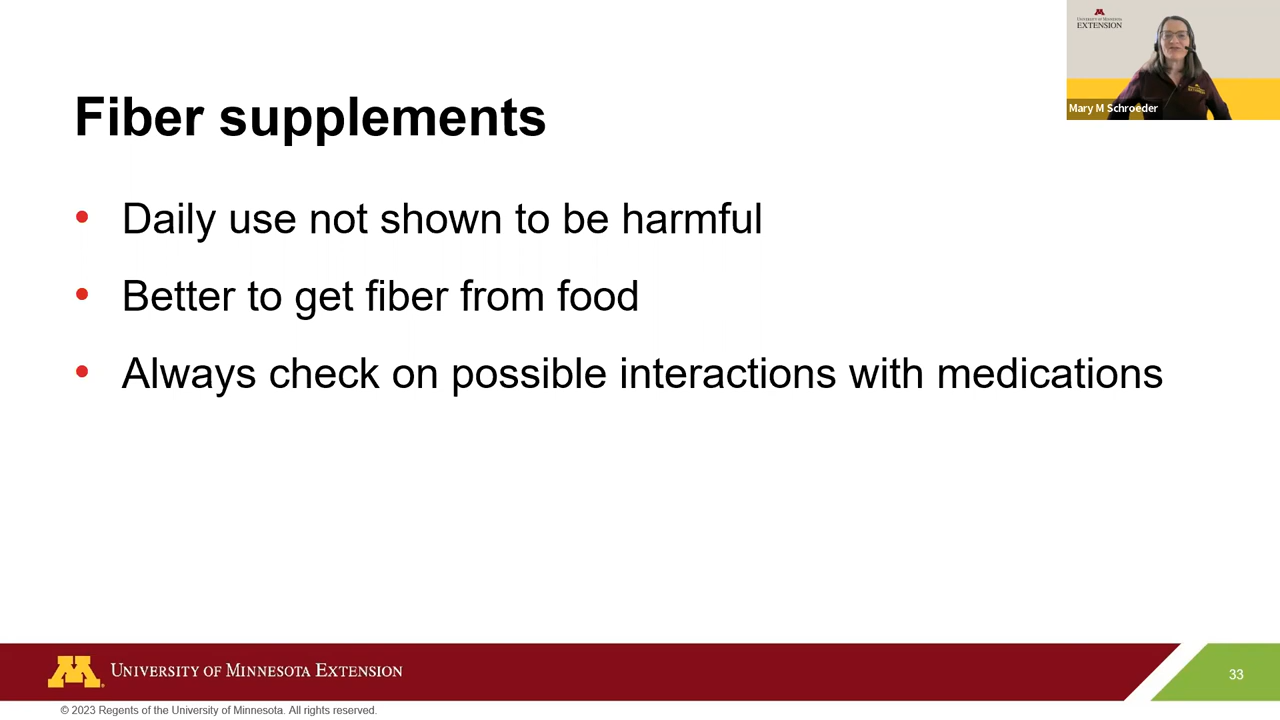 Fiber supplements
• Daily use not shown to be harmful
• Better to get fiber from food
• Always check on possible interactions with medications
UNIVERSITY OF MINNESOTA
EXTENSION
Mary M Schroeder
UNIVERSITY OF MINNESOTA EXTENSION
33
© 2023 Regents of the University of Minnesota. All rights reserved.